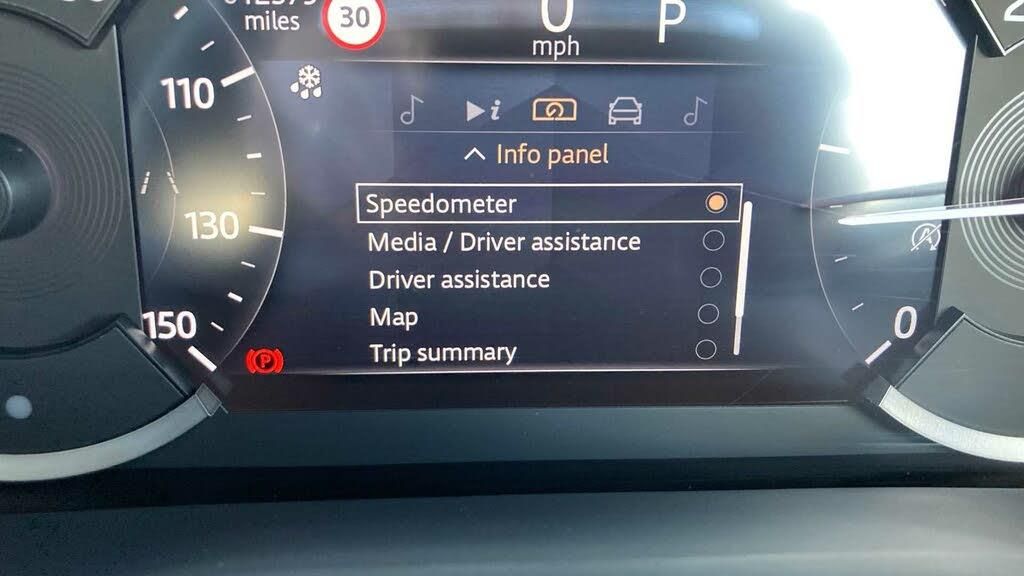 miles
30
0
mph
P
110
i
Info panel
Speedometer
130
Media / Driver assistance
Driver assistance
Map
150
0
Trip summary
P